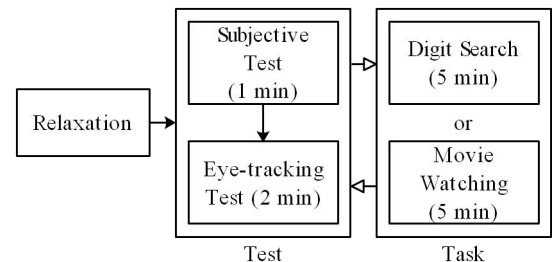 Relaxation
Subjective
Test
(1 min)
Eye-tracking
Test (2 min)
Test
Digit Search
(5 min)
or
Movie
Watching
(5 min)
Task